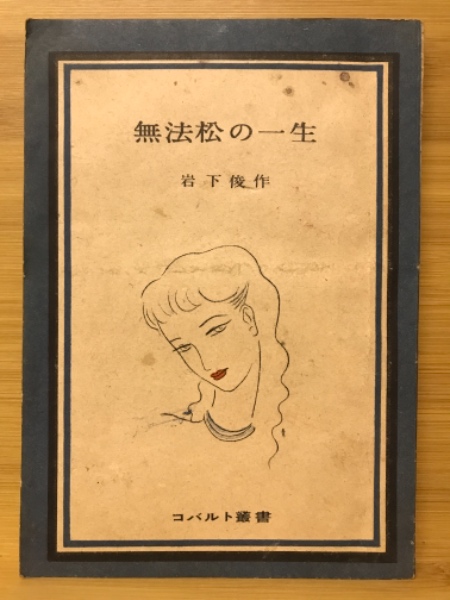 無法松の一生
岩下俊作
コバルト叢書